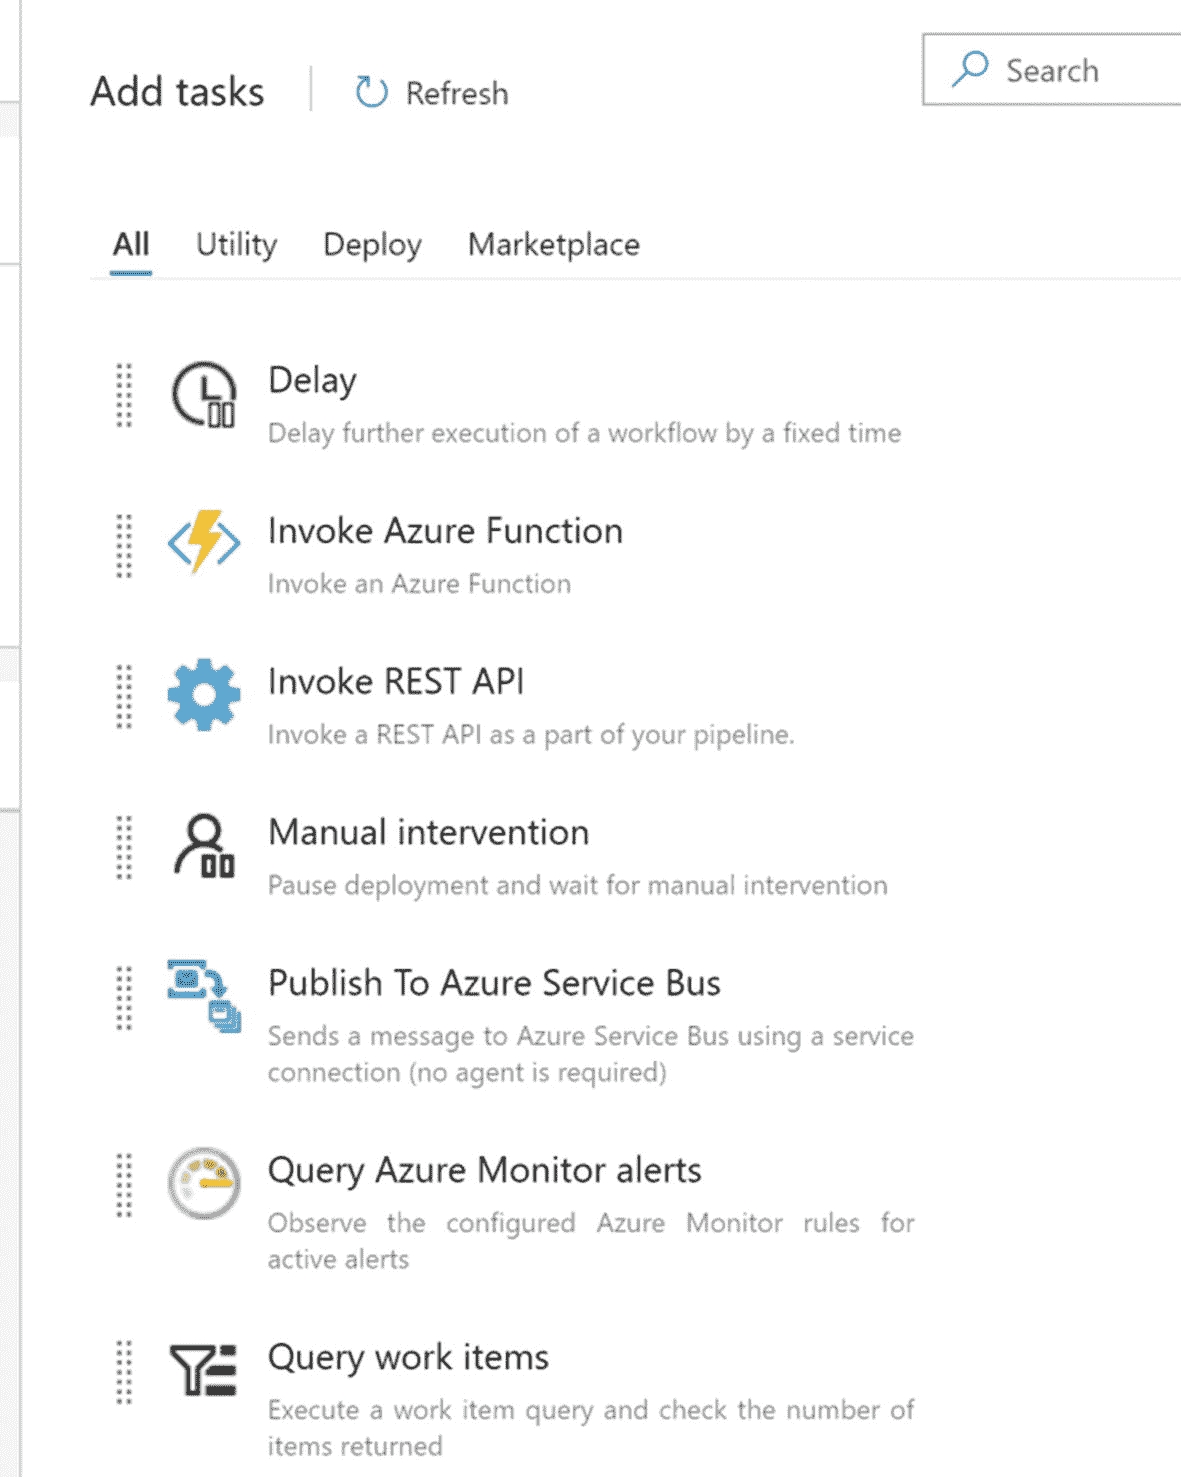 Add tasks
Refresh
Search
All Utility Deploy Marketplace
Delay
Delay further execution of a workflow by a fixed time
Invoke Azure Function
Invoke an Azure Function
Invoke REST API
Invoke a REST API as a part of your pipeline.
Manual intervention
Pause deployment and wait for manual intervention
Publish To Azure Service Bus
Sends a message to Azure Service Bus using a service
connection (no agent is required)
Query Azure Monitor alerts
Observe the configured Azure Monitor rules for
active alerts
Query work items
Execute a work item query and check the number of
items returned